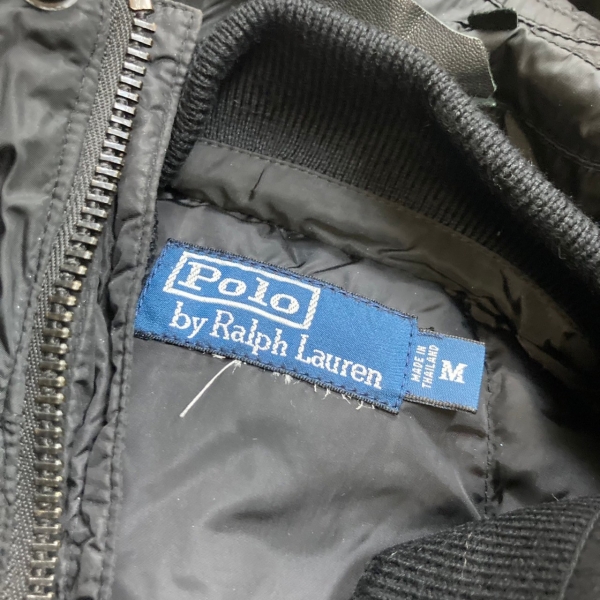 Polo
by Ralph Lauren
MADE IN
THAILAND
M